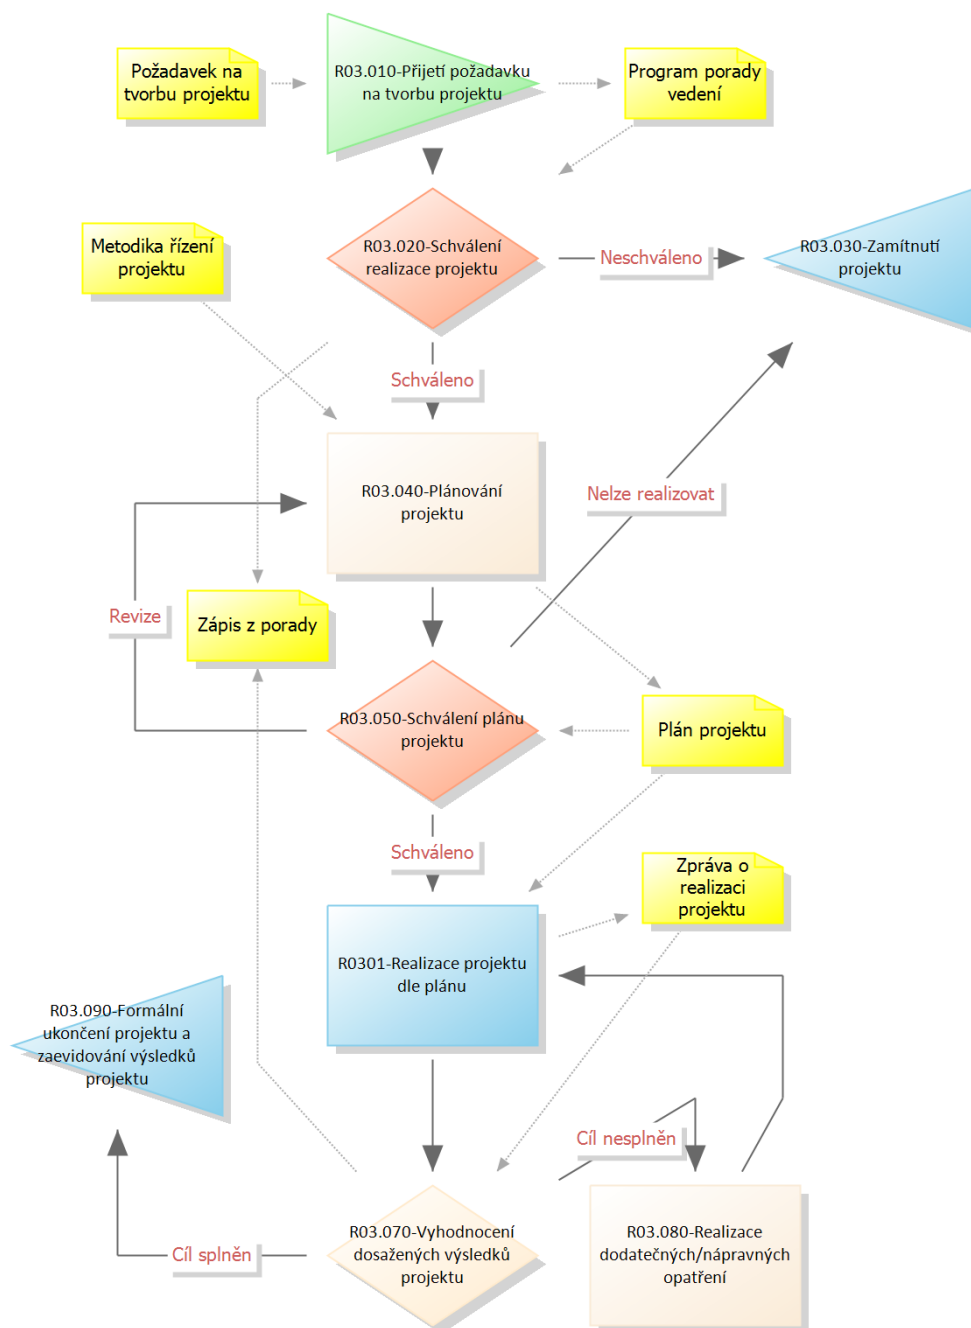 Požadavek na
tvorbu projektu
R03.010-Přijetí požadavku
na tvorbu projektu
Program porady
vedení
Metodika řízení
projektu
R03.020-Schválení
realizace projektu
Neschváleno
R03.030-Zamítnutí
projektu
Schváleno
R03.040-Plánování
projektu
Nelze realizovat
Revize
Zápis z porady
R03.050-Schválení plánu
projektu
Plán projektu
Schváleno
Zpráva o
realizaci
projektu
R0301-Realizace projektu
dle plánu
R03.090-Formální
ukončení projektu a
zaevidování výsledků
projektu
Cíl nesplněn
R03.070-Vyhodnocení
dosažených výsledků
projektu
Cíl splněn
R03.080-Realizace
dodatečných/nápravných
opatření